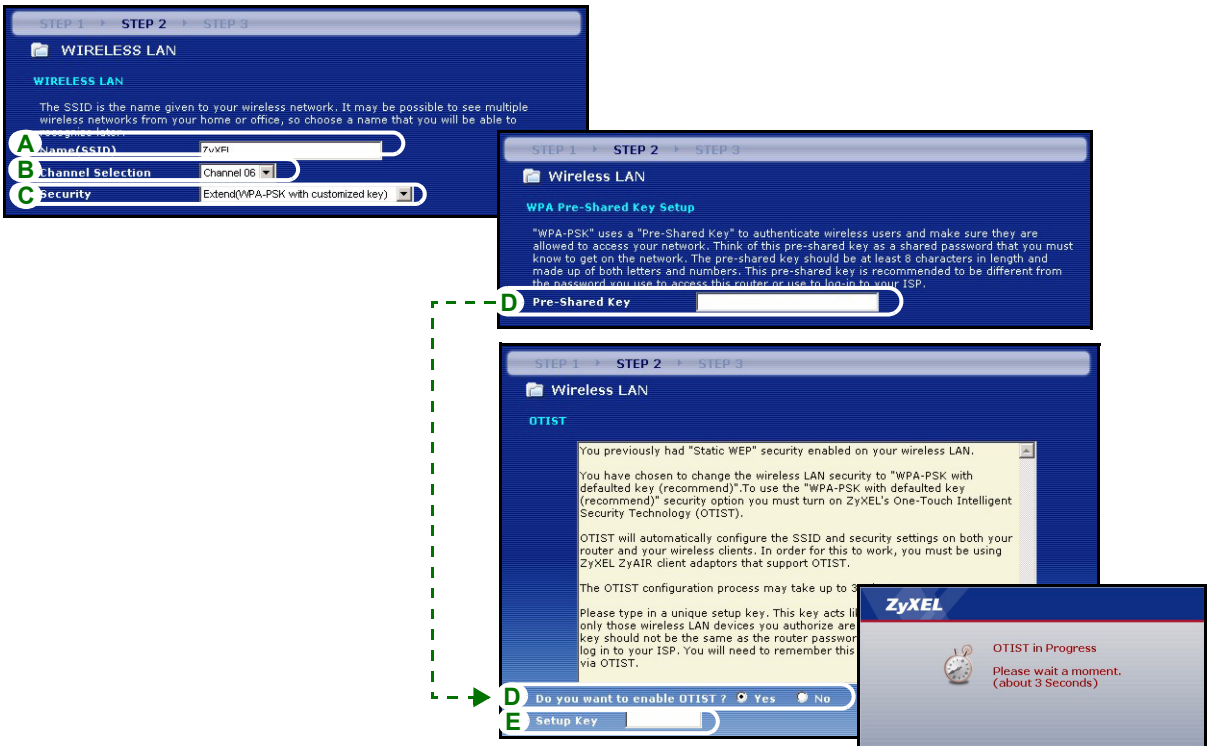 STEP 1 STEP 2 STEP 3
WIRELESS LAN
WIRELESS LAN
The SSID is the name given to your wireless network. It may be possible to see multiple
wireless networks from your home or office, so choose a name that you will be able to
recognize later.
A Name(SSID) ZyXEL
B Channel Selection Channel 06
C Security Extend(WPA-PSK with customized key)
STEP 1 STEP 2 STEP 3
Wireless LAN
WPA Pre-Shared Key Setup
"WPA-PSK" uses a "Pre-Shared Key" to authenticate wireless users and make sure they are
allowed to access your network. Think of this pre-shared key as a shared password that you must
know to get on the network. The pre-shared key should be at least 8 characters in length and
made up of both letters and numbers. This pre-shared key is recommended to be different from
the password you use to access this router or use to log-in to your ISP.
D Pre-Shared Key
STEP 1 STEP 2 STEP 3
Wireless LAN
OTIST
You previously had "Static WEP" security enabled on your wireless LAN.
You have chosen to change the wireless LAN security to "WPA-PSK with
defaulted key (recommend)".To use the "WPA-PSK with defaulted key
(recommend)" security option you must turn on ZyXEL's One-Touch Intelligent
Security Technology (OTIST).
OTIST will automatically configure the SSID and security settings on both your
router and your wireless clients. In order for this to work, you must be using
ZyXEL ZyAIR client adaptors that support OTIST.
The OTIST configuration process may take up to 3
Please type in a unique setup key. This key acts
only those wireless LAN devices you authorize are
key should not be the same as the router
log in to your ISP. You will need to remember this
via OTIST.
D Do you want to enable OTIST ? Yes No
E Setup Key
ZyXEL
OTIST in Progress
Please wait a moment.
(about 3 Seconds)